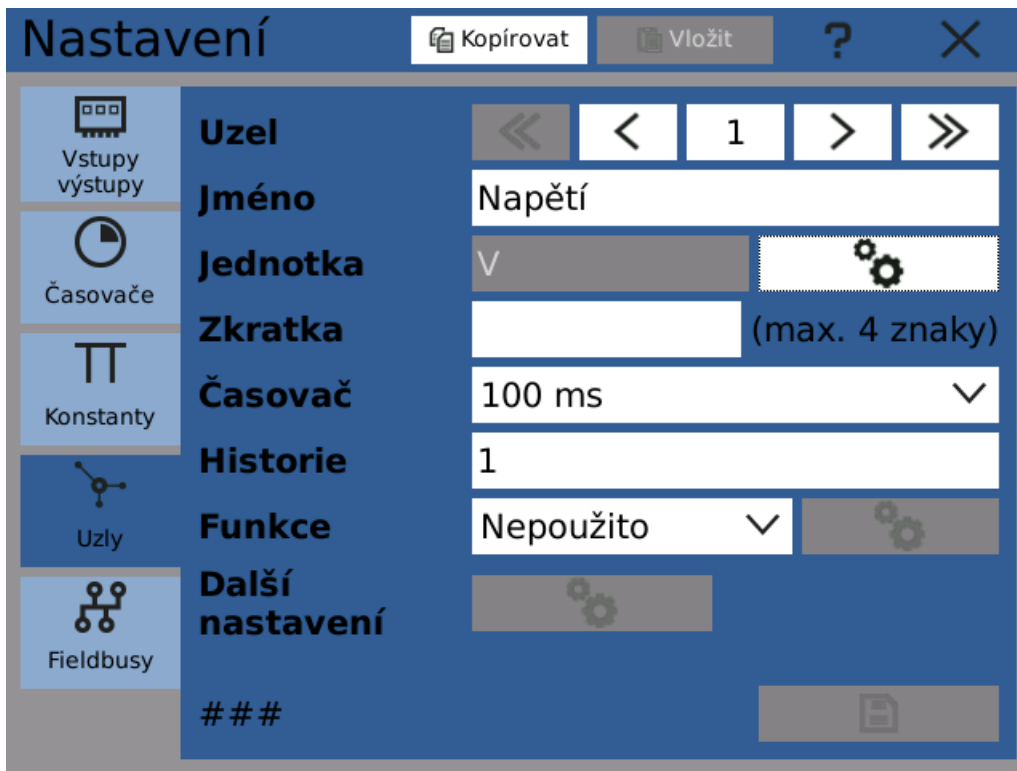 Nastavení
Kopírovat
Vložit
?
Vstupy
výstupy
Časovače
Konstanty
Uzly
Fieldbusy
Uzel
1
Jméno
Napětí
Jednotka
V
Zkratka
(max. 4 znaky)
Časovač
100 ms
Historie
1
Funkce
Nepoužito
Další
nastavení
###